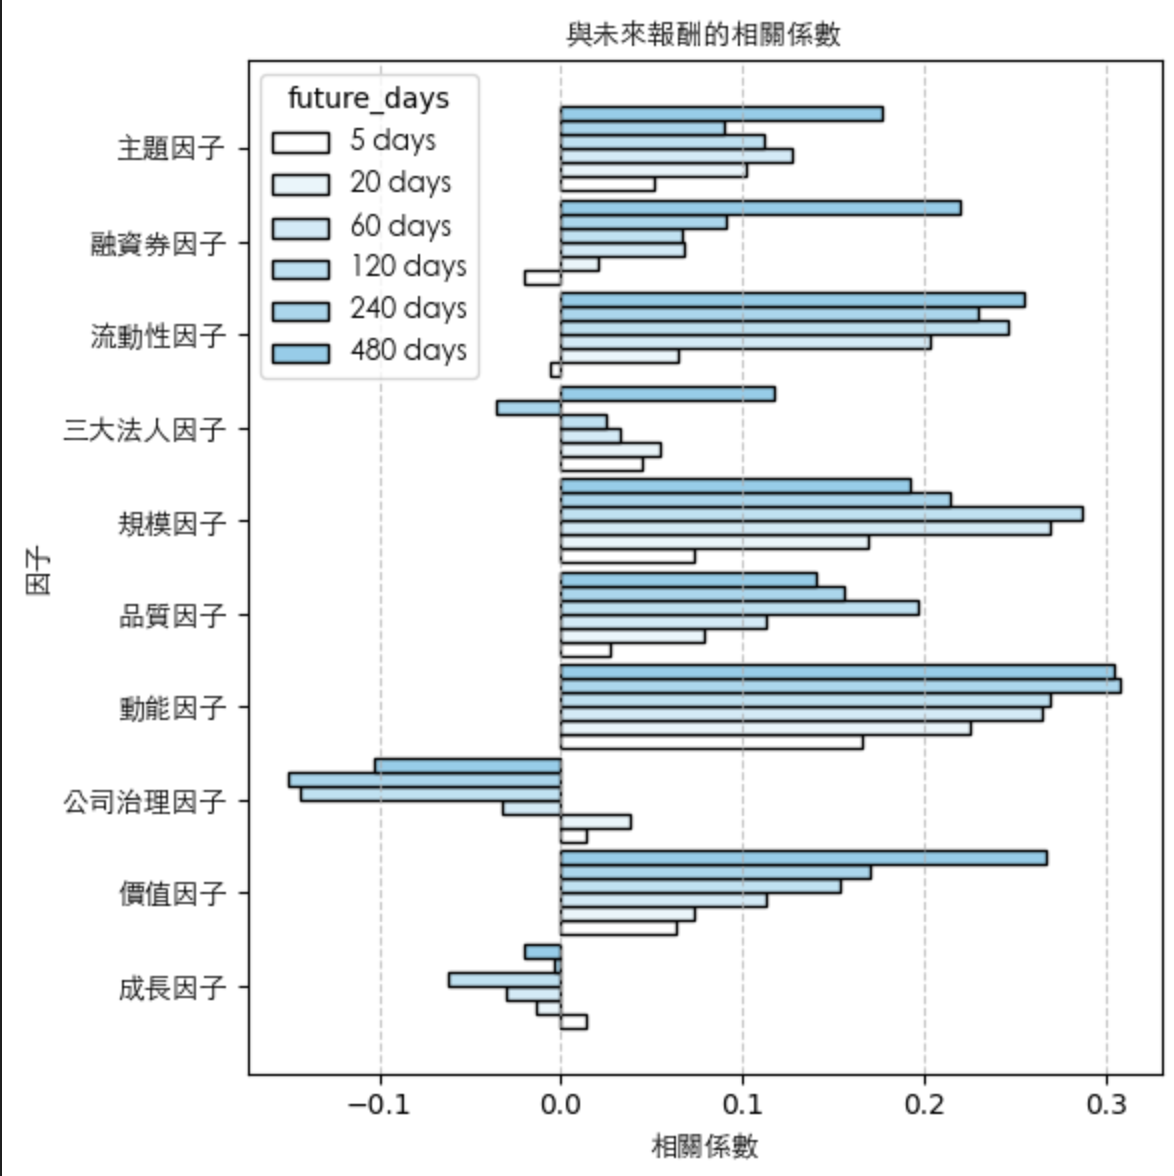 與未來報酬的相關係數
future_days
5 days
20 days
60 days
120 days
240 days
480 days
主題因子
融資券因子
流動性因子
三大法人因子
規模因子
品質因子
動能因子
公司治理因子
價值因子
成長因子
因子
−0.1 0.0 0.1 0.2 0.3
相關係數